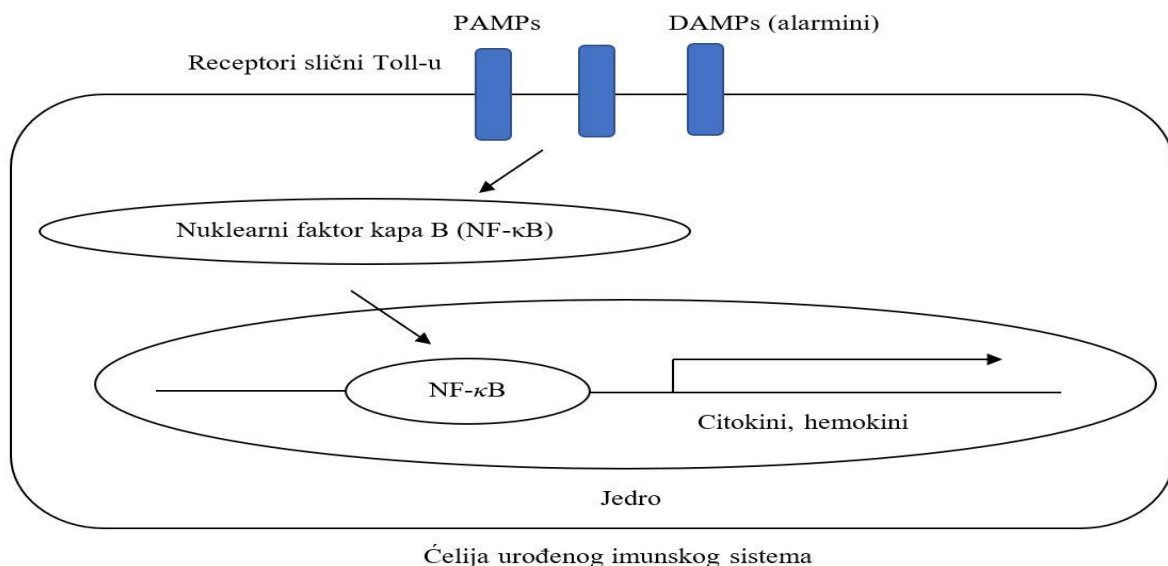 PAMPs
DAMPs (alarmini)
Receptori slični Toll-u
Nuklearni faktor kapa B (NF-κB)
NF-κB
Citokini, hemokini
Jedro
Ćelija urođenog imunskog sistema